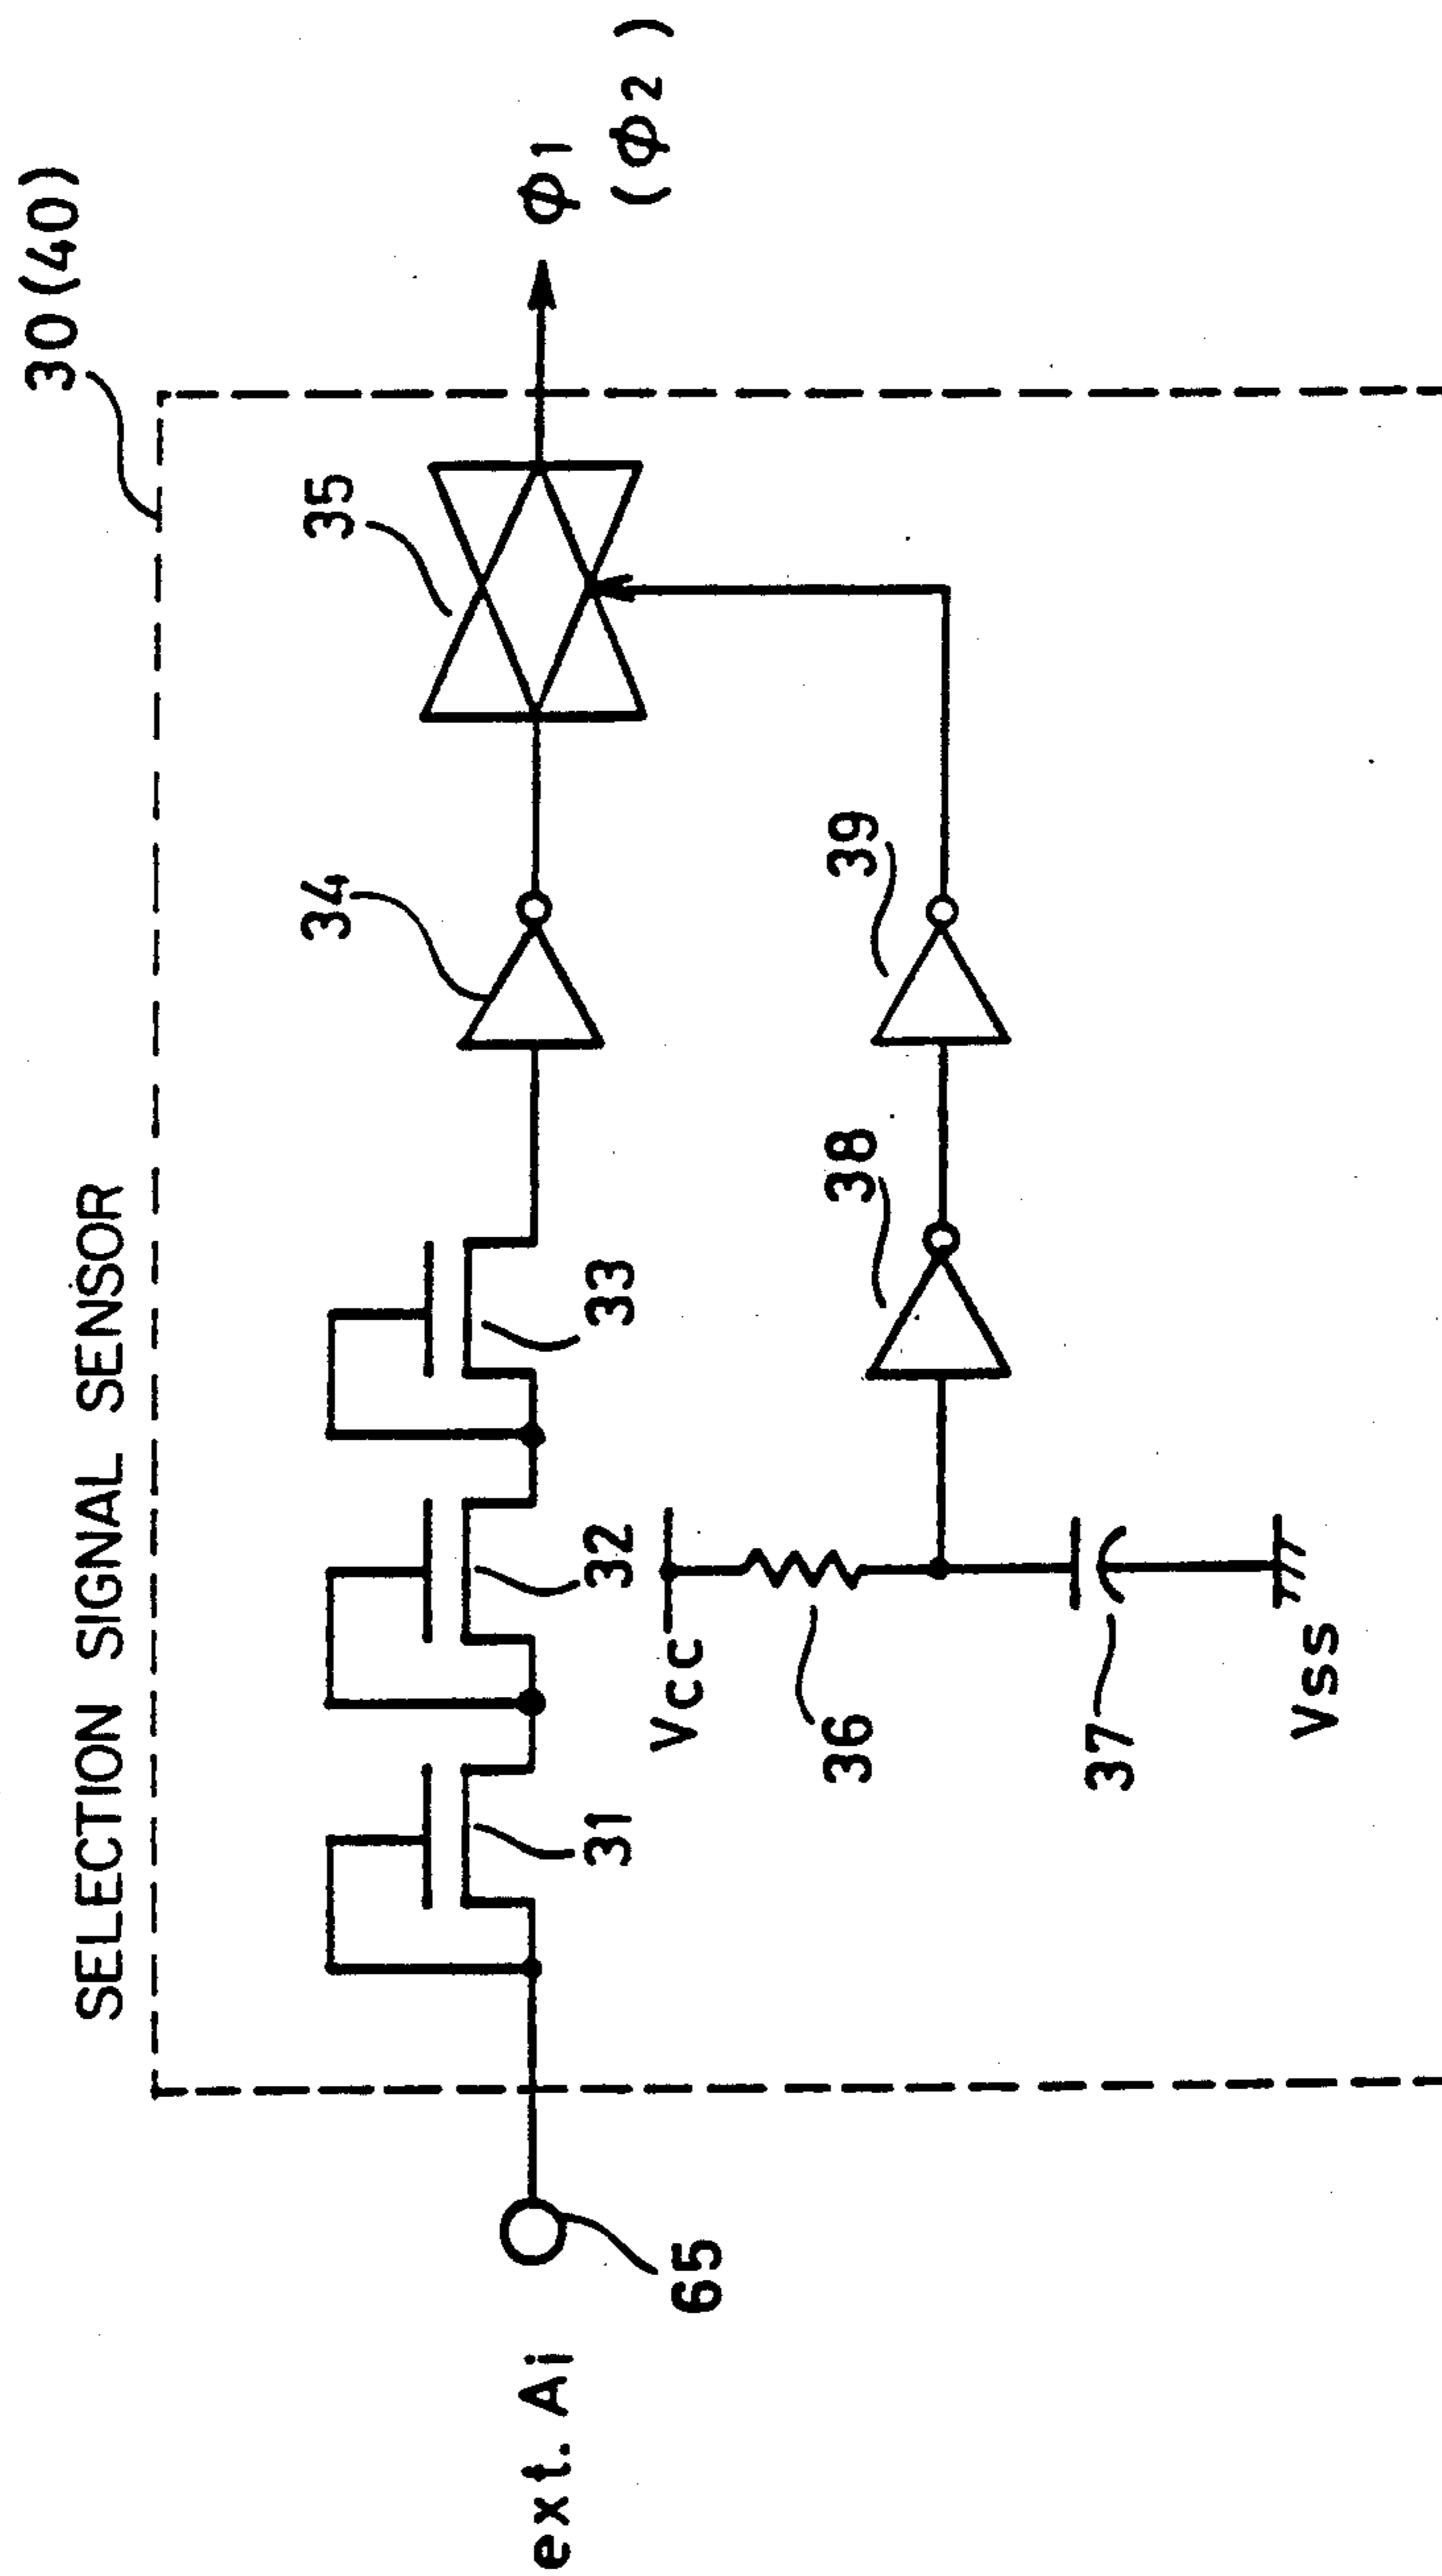 SELECTION SIGNAL SENSOR
30(40)
35
34
33
32
31
ext. Ai
65
ϕ1
(ϕ2)
Vcc
36
37
Vss
38
39